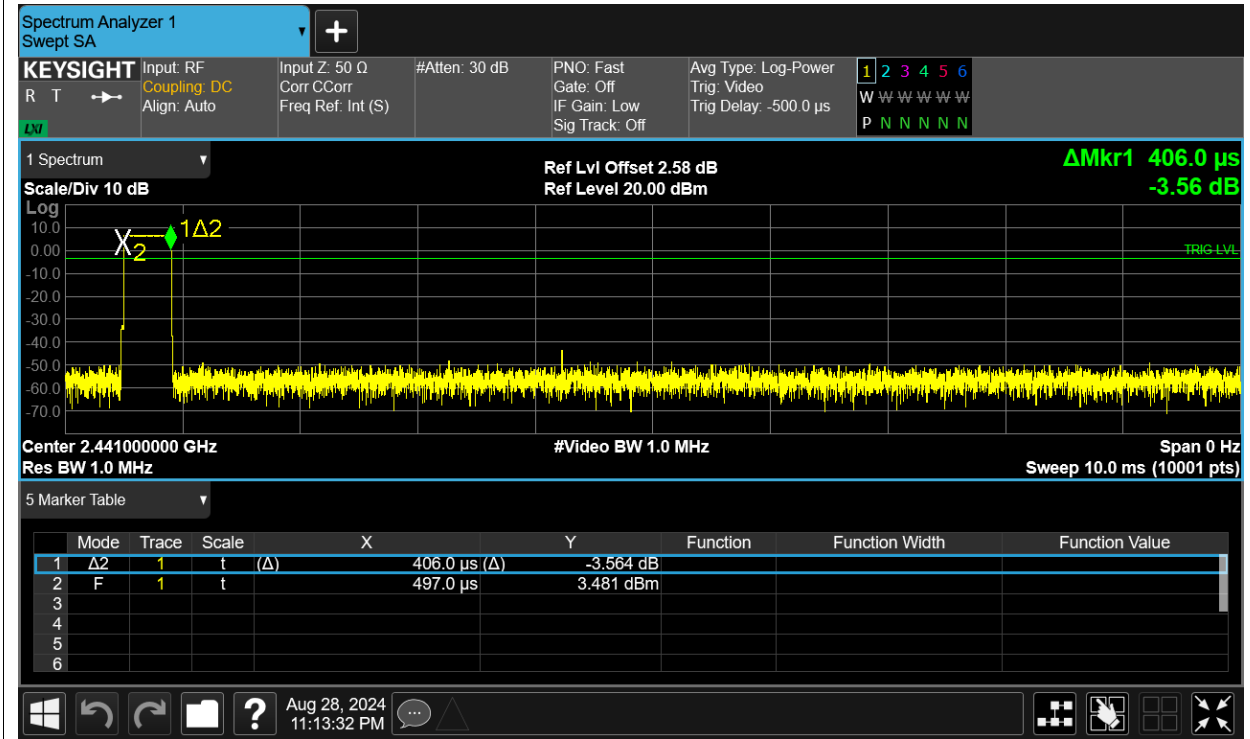 Spectrum Analyzer 1
Swept SA
+
KEYSIGHT Input: RF Input Z: 50 Ω #Atten: 30 dB PNO: Fast Avg Type: Log-Power 1 2 3 4 5 6
R T Coupling: DC Corr CCorr Gate: Off Trig: Video W W W W W W
Align: Auto Freq Ref: Int (S) IF Gain: Low Trig Delay: -500.0 µs P N N N N N
LXI Sig Track: Off
1 Spectrum Ref Lvl Offset 2.58 dB ΔMkr1 406.0 µs
Scale/Div 10 dB Ref Level 20.00 dBm -3.56 dB
Log
10.0 X 2 1Δ2
0.00 TRIG LVL
-10.0
-20.0
-30.0
-40.0
-50.0
-60.0
-70.0
Center 2.441000000 GHz #Video BW 1.0 MHz Span 0 Hz
Res BW 1.0 MHz Sweep 10.0 ms (10001 pts)
5 Marker Table
Mode Trace Scale X Y Function Function Width Function Value
1 Δ2 1 t (Δ) 406.0 µs (Δ) -3.564 dB
2 F 1 t 497.0 µs 3.481 dBm
3
4
5
6
? Aug 28, 2024
11:13:32 PM